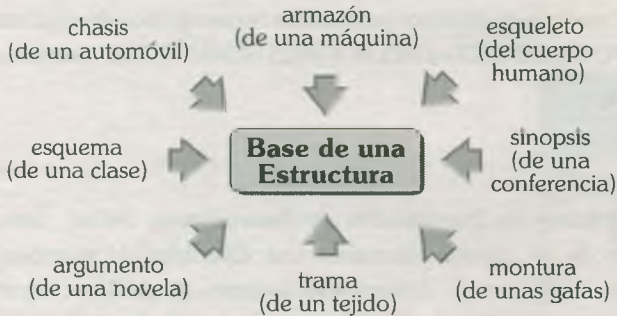 chasis
(de un automóvil)
armazón
(de una máquina)
esqueleto
(del cuerpo
humano)
esquema
(de una clase)
Base de una
Estructura
sinopsis
(de una
conferencia)
argumento
(de una novela)
trama
(de un tejido)
montura
(de unas gafas)